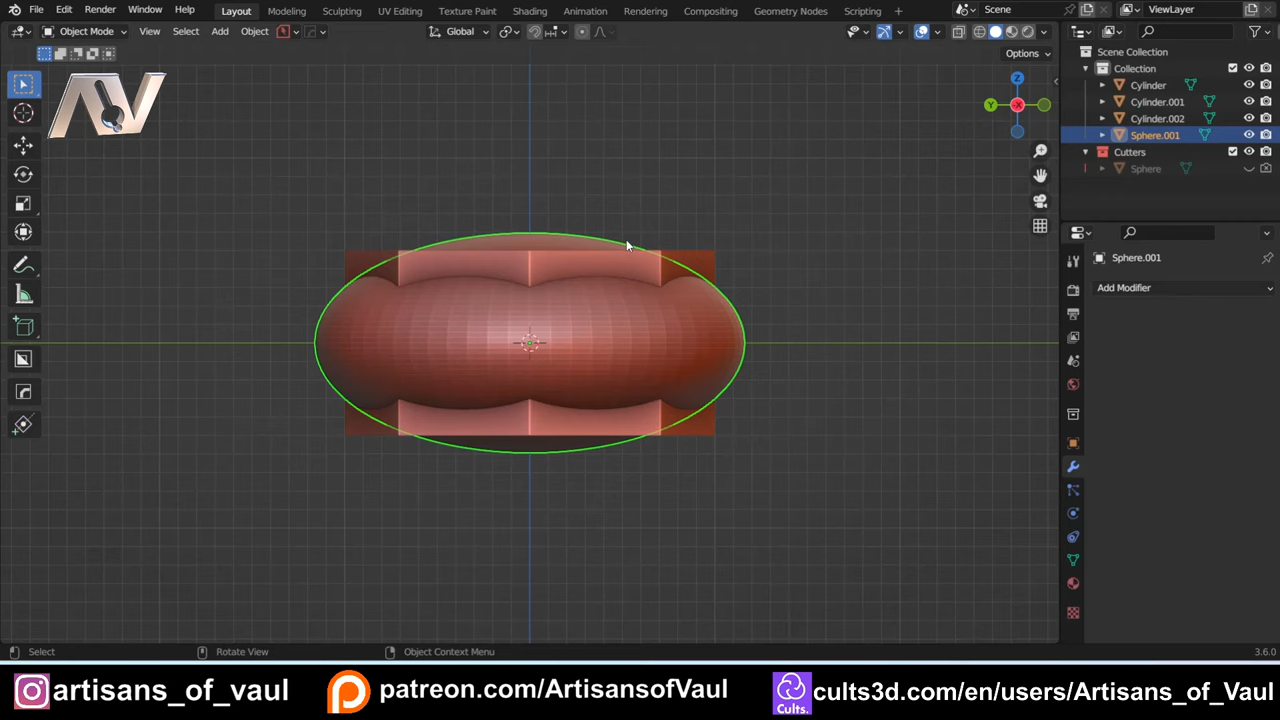 File Edit Render Window Help Layout Modeling Sculpting UV Editing Texture Paint Shading Animation Rendering Compositing Geometry Nodes Scripting + Scene ViewLayer
Object Mode View Select Add Object Global
Options
Scene Collection
Collection
Cylinder
Cylinder.001
Cylinder.002
Sphere.001
Cutters
Sphere
AV
Z
Y
-X
Sphere.001
Add Modifier
Select Rotate View Object Context Menu 3.6.0
artisans_of_vaul patreon.com/ArtisansofVaul Cults. cults3d.com/en/users/Artisans_of_Vaul